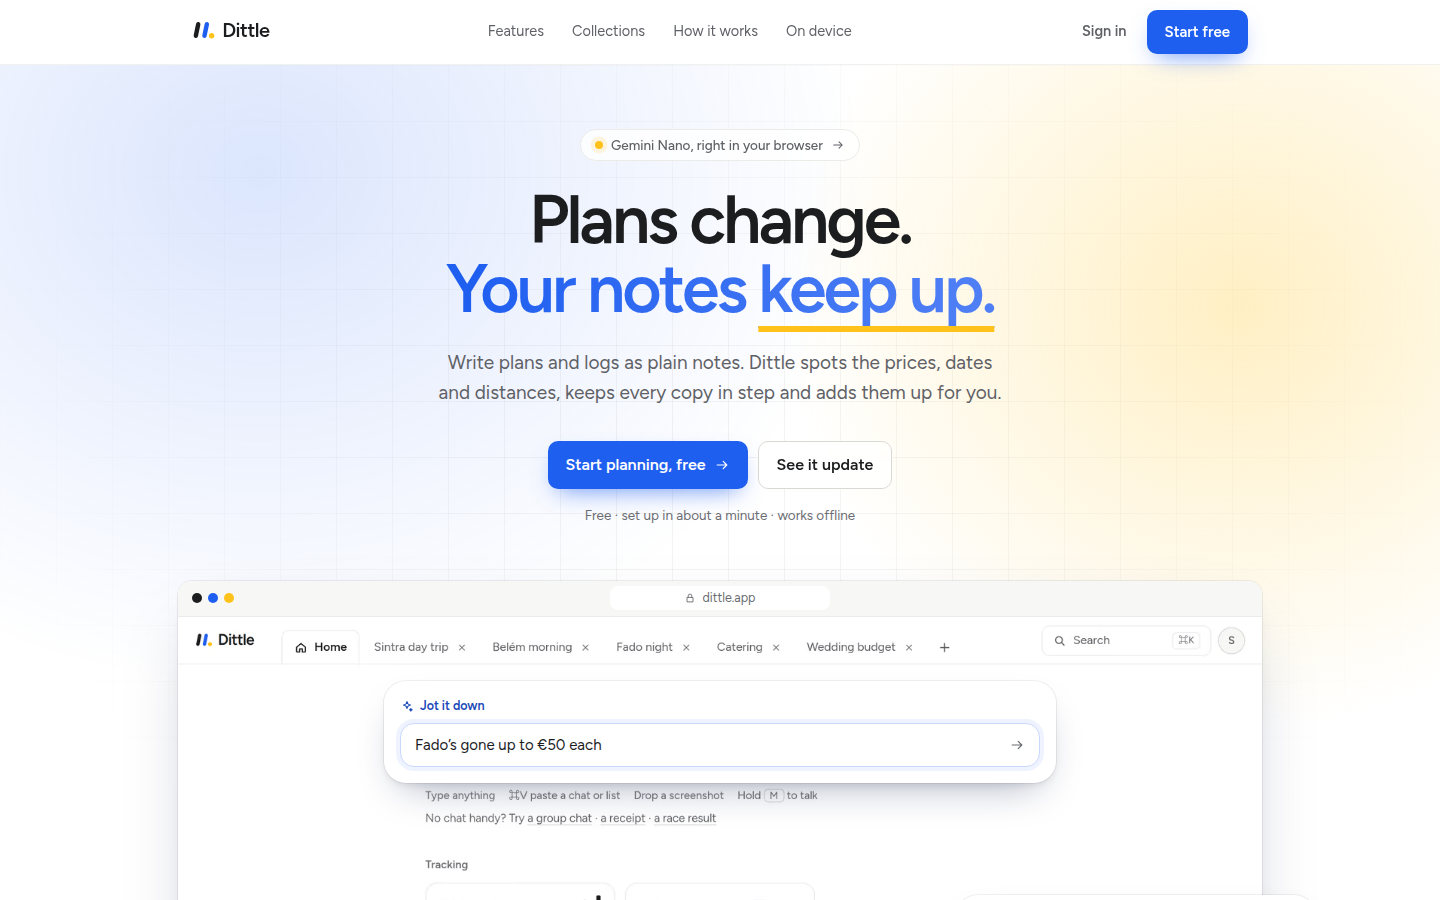 Dittle
Features
Collections
How it works
On device
Sign in
Start free
Gemini Nano, right in your browser →
Plans change.
Your notes keep up.
Write plans and logs as plain notes. Dittle spots the prices, dates
and distances, keeps every copy in step and adds them up for you.
Start planning, free →
See it update
Free · set up in about a minute · works offline
dittle.app
Dittle
Home
Sintra day trip ×
Belém morning ×
Fado night ×
Catering ×
Wedding budget ×
+
Search ⌘K
S
Jot it down
Fado’s gone up to €50 each →
Type anything ⌘V paste a chat or list Drop a screenshot Hold M to talk
No chat handy? Try a group chat · a receipt · a race result
Tracking